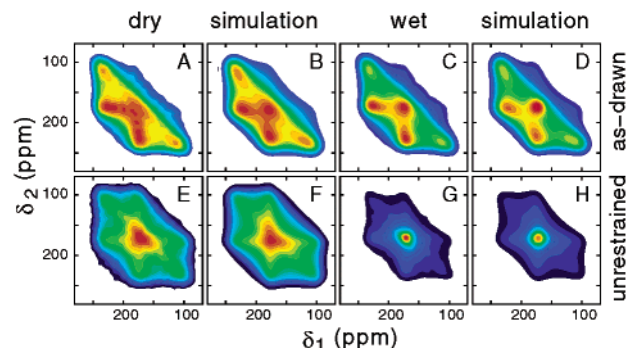 dry simulation wet simulation
A B C D
100
200
as-drawn
δ₂ (ppm)
E F G H
100
200
unrestrained
200 100 200 100 200 100 200 100
δ₁ (ppm)